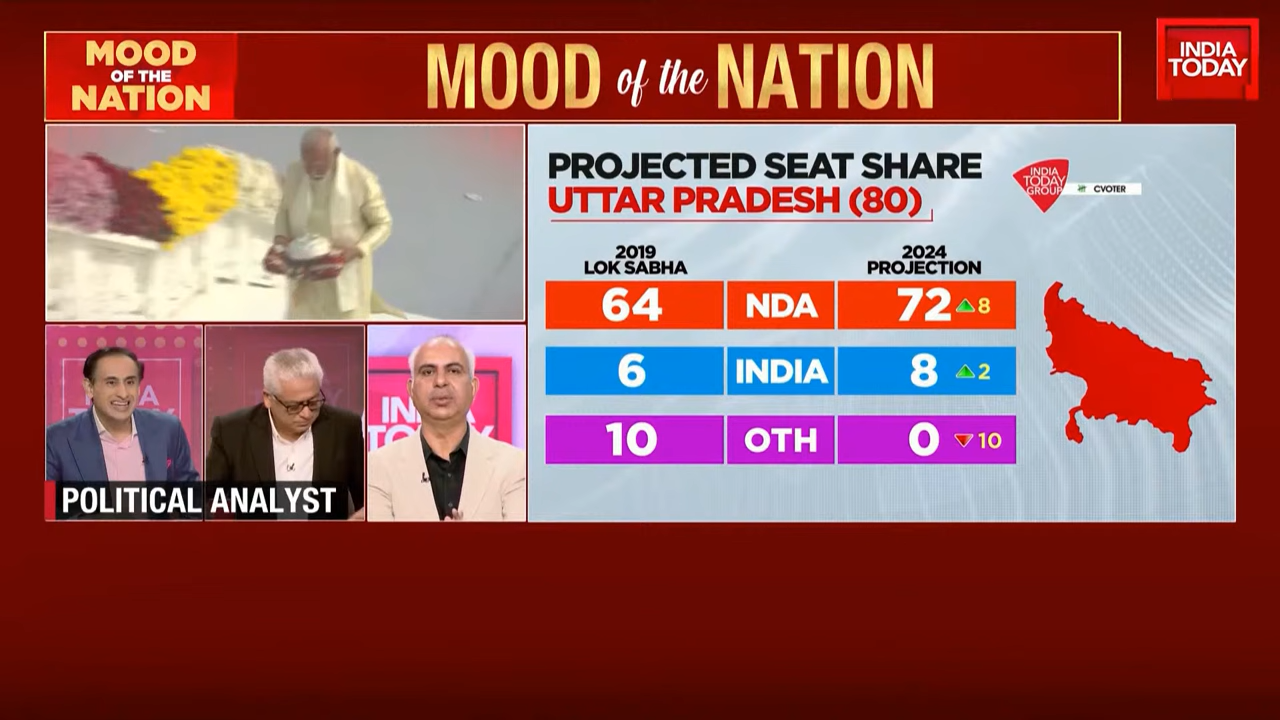 MOOD
OF THE
NATION
MOOD of the NATION
INDIA
TODAY
PROJECTED SEAT SHARE
UTTAR PRADESH (80)
INDIA
TODAY
GROUP
CVOTER
2019
LOK SABHA
2024
PROJECTION
64 NDA 72 8
6 INDIA 8 2
10 OTH 0 10
POLITICAL ANALYST